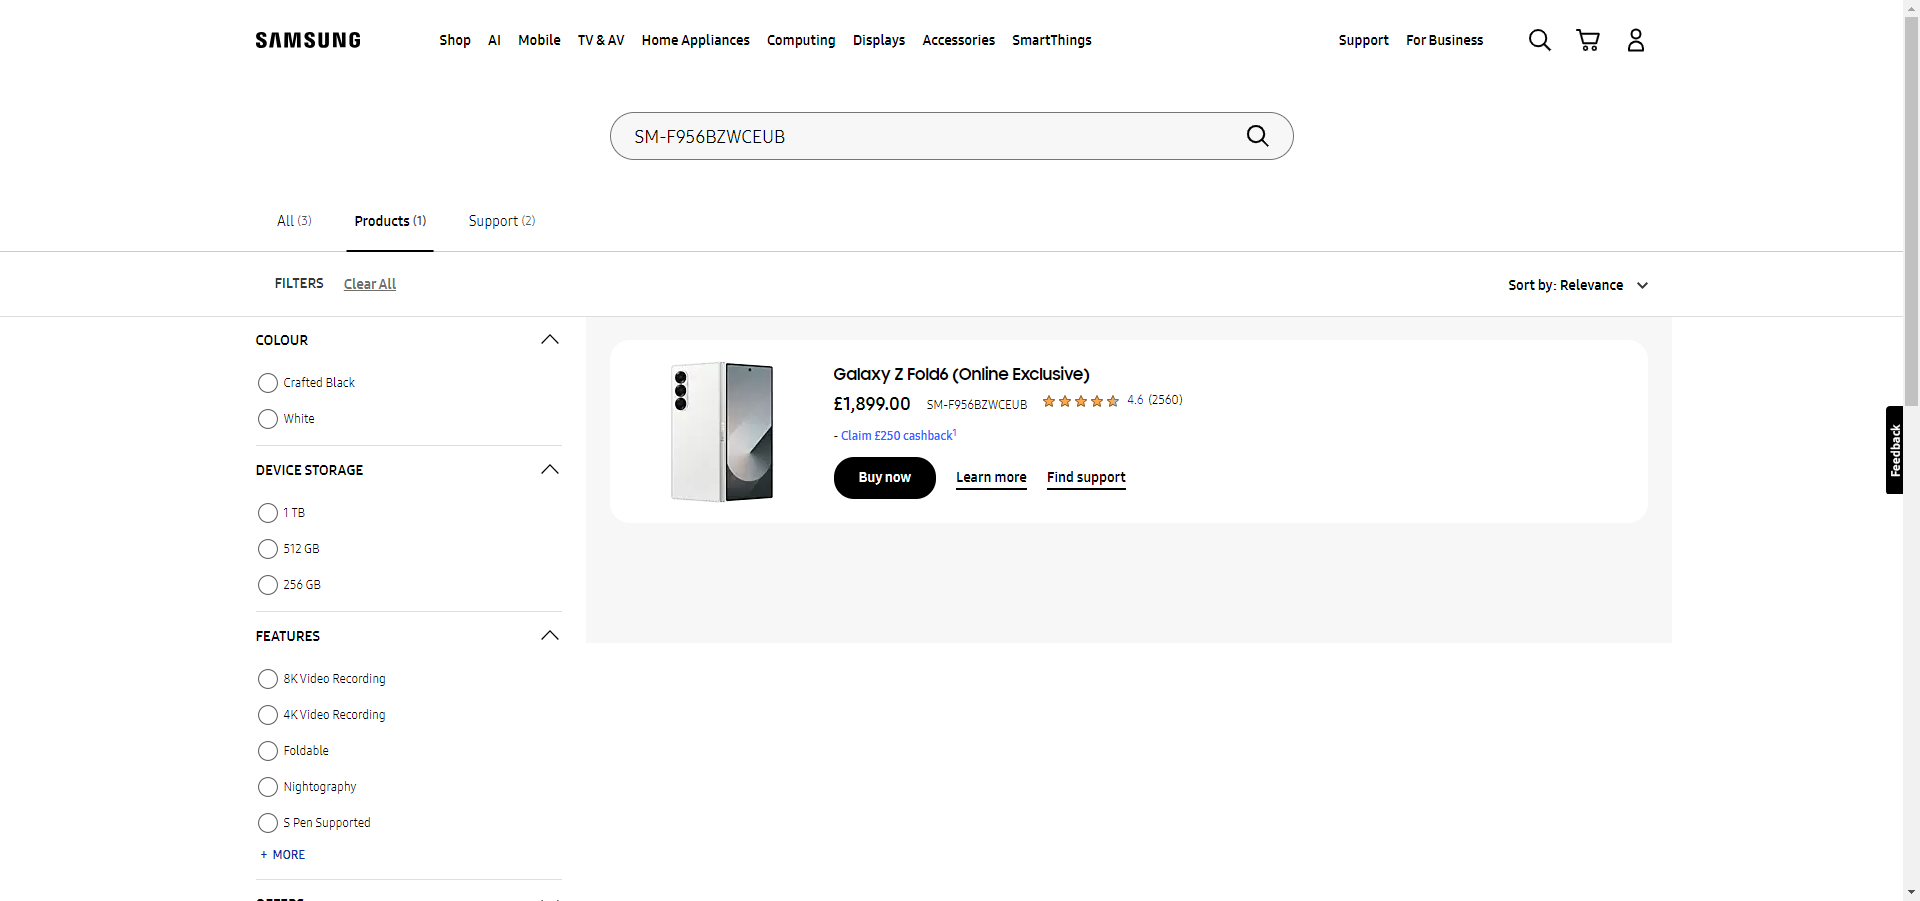 SAMSUNG
Shop AI Mobile TV & AV Home Appliances Computing Displays Accessories SmartThings Support For Business
SM-F956BZWCEUB
All (3) Products (1) Support (2)
FILTERS Clear All Sort by: Relevance
COLOUR
Crafted Black
White
DEVICE STORAGE
1 TB
512 GB
256 GB
FEATURES
8K Video Recording
4K Video Recording
Foldable
Nightography
S Pen Supported
+ MORE
OFFERS
Galaxy Z Fold6 (Online Exclusive)
£1,899.00 SM-F956BZWCEUB 4.6 (2560)
- Claim £250 cashback¹
Buy now Learn more Find support
Feedback